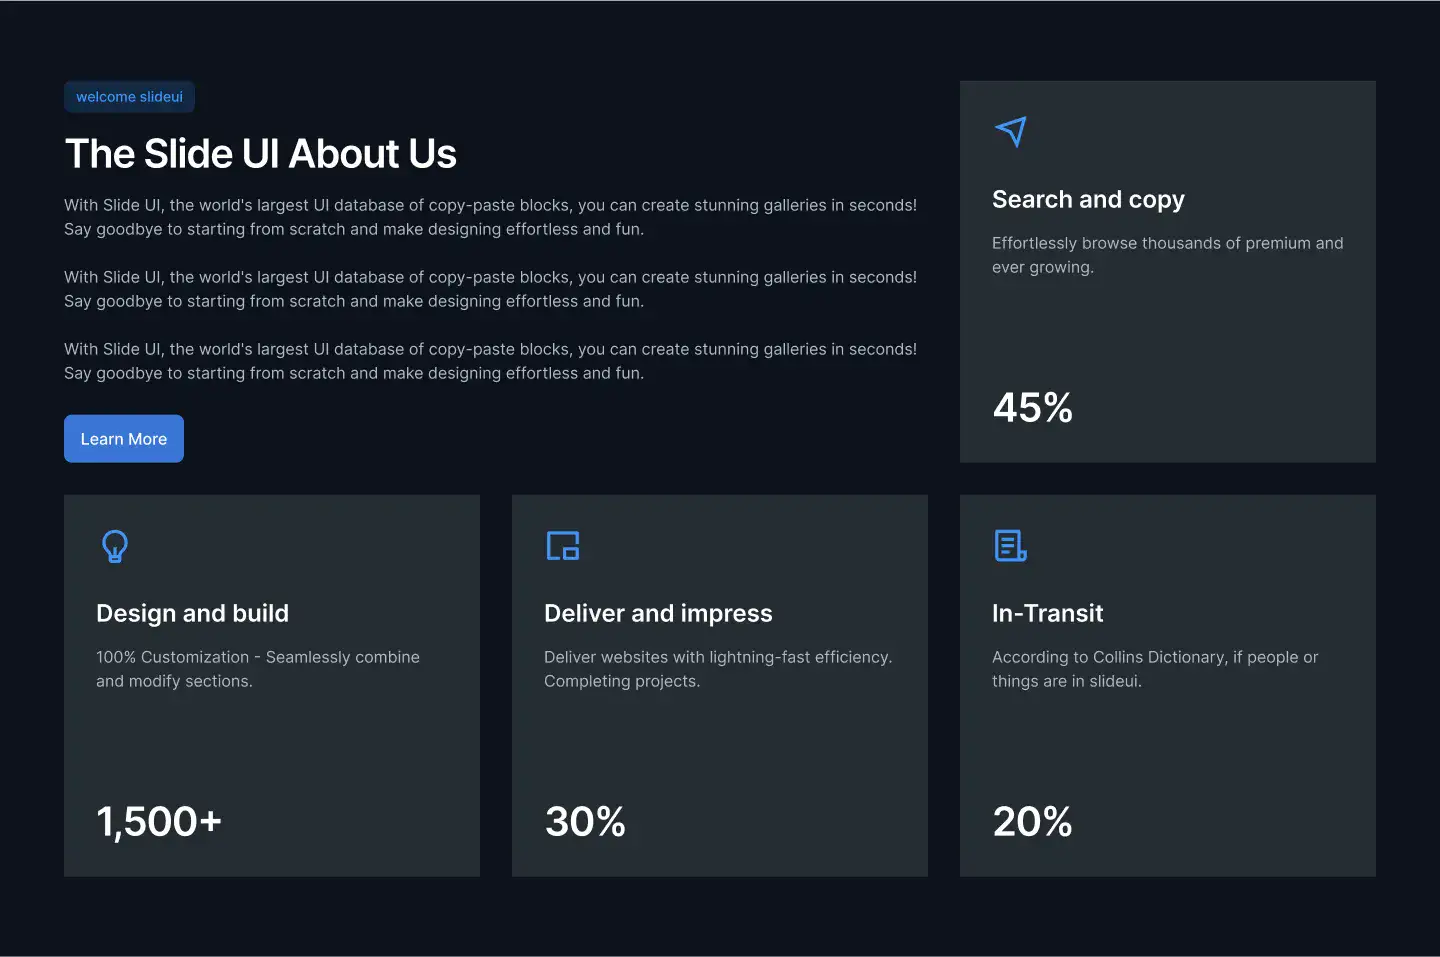 welcome slideui
The Slide UI About Us
With Slide UI, the world's largest UI database of copy-paste blocks, you can create stunning galleries in seconds!
Say goodbye to starting from scratch and make designing effortless and fun.
With Slide UI, the world's largest UI database of copy-paste blocks, you can create stunning galleries in seconds!
Say goodbye to starting from scratch and make designing effortless and fun.
With Slide UI, the world's largest UI database of copy-paste blocks, you can create stunning galleries in seconds!
Say goodbye to starting from scratch and make designing effortless and fun.
Learn More
Search and copy
Effortlessly browse thousands of premium and
ever growing.
45%
Design and build
100% Customization - Seamlessly combine
and modify sections.
1,500+
Deliver and impress
Deliver websites with lightning-fast efficiency.
Completing projects.
30%
In-Transit
According to Collins Dictionary, if people or
things are in slideui.
20%